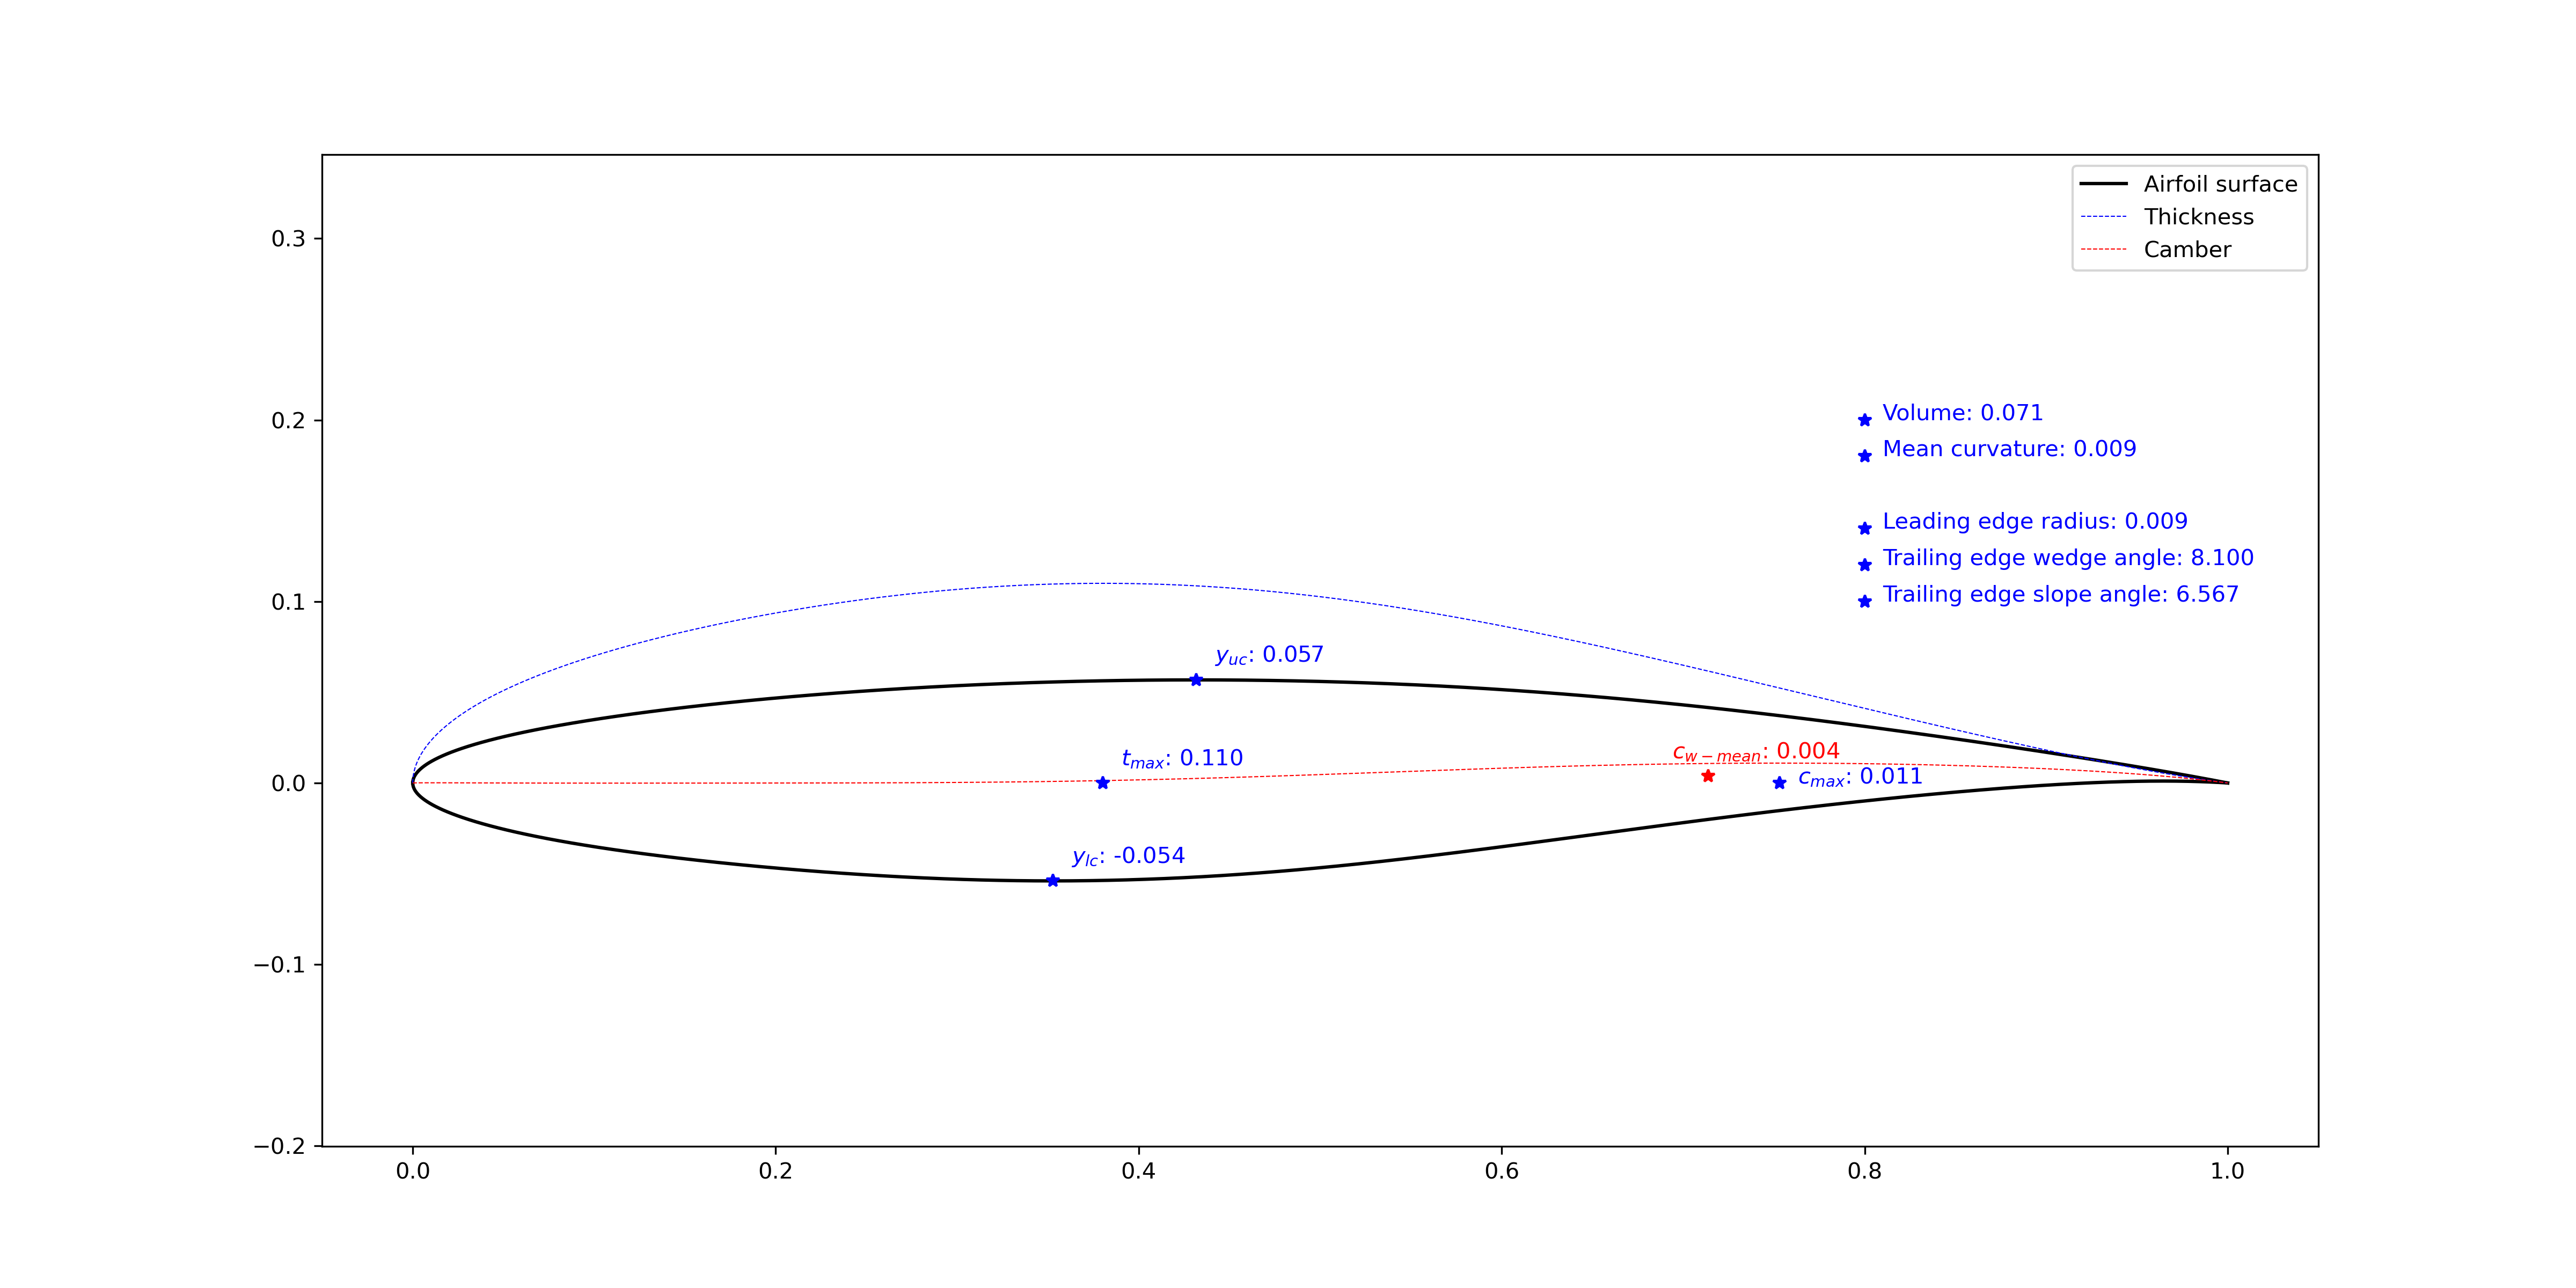 Airfoil surface
Thickness
Camber
0.3
0.2
0.1
0.0
−0.1
−0.2
Volume: 0.071
Mean curvature: 0.009
Leading edge radius: 0.009
Trailing edge wedge angle: 8.100
Trailing edge slope angle: 6.567
y_uc: 0.057
t_max: 0.110
c_w−mean: 0.004
c_max: 0.011
y_lc: -0.054
0.0 0.2 0.4 0.6 0.8 1.0